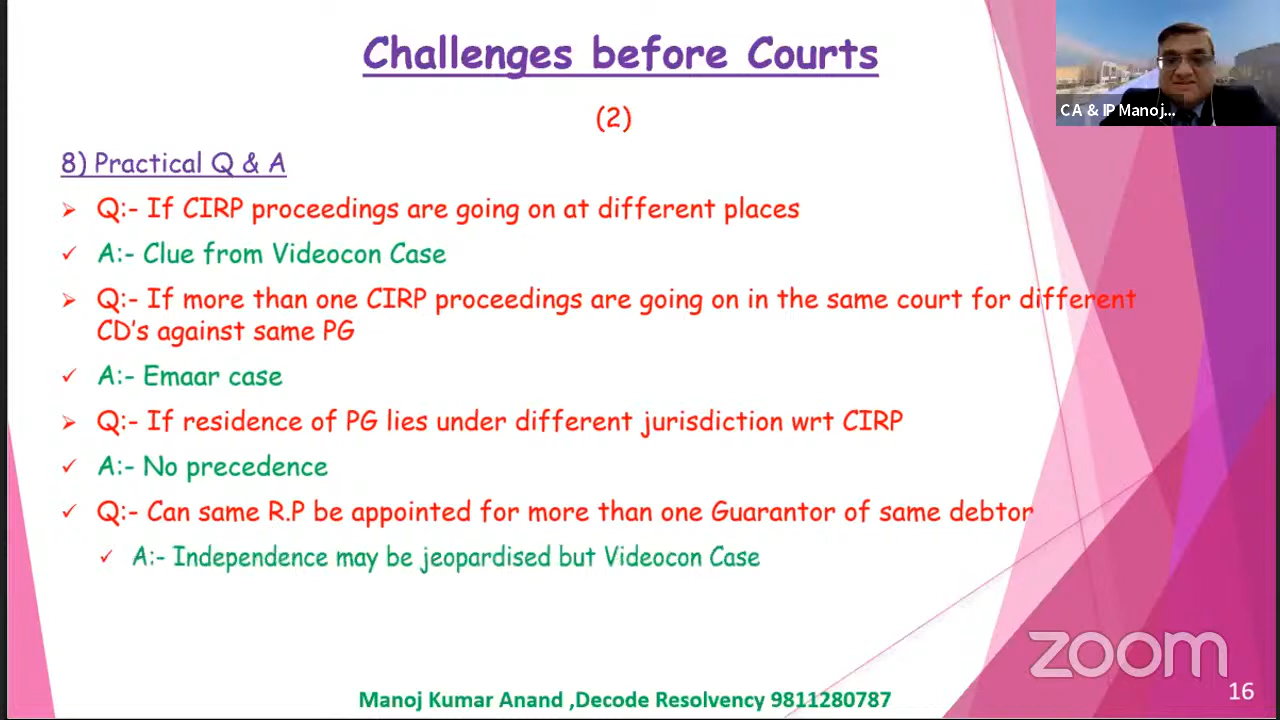 Challenges before Courts
CA & IP Manoj...
(2)
8) Practical Q & A
Q:- If CIRP proceedings are going on at different places
A:- Clue from Videocon Case
Q:- If more than one CIRP proceedings are going on in the same court for different
CD's against same PG
A:- Emaar case
Q:- If residence of PG lies under different jurisdiction wrt CIRP
A:- No precedence
Q:- Can same R.P be appointed for more than one Guarantor of same debtor
A:- Independence may be jeopardised but Videocon Case
zoom
Manoj Kumar Anand ,Decode Resolvency 9811280787
16